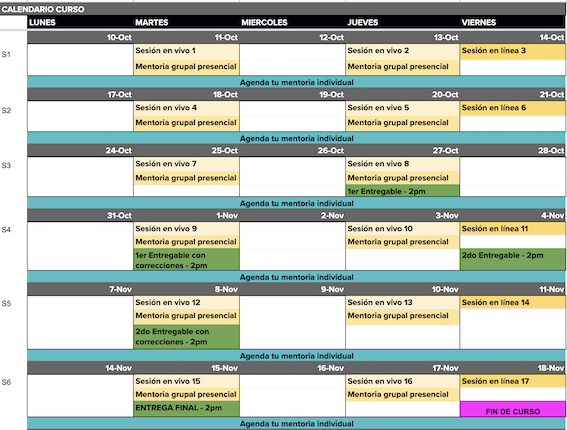 CALENDARIO CURSO
LUNES MARTES MIERCOLES JUEVES VIERNES
10-Oct 11-Oct 12-Oct 13-Oct 14-Oct
S1
Sesión en vivo 1 Sesión en vivo 2 Sesión en línea 3
Mentoria grupal presencial Mentoria grupal presencial
Agenda tu mentoria individual
17-Oct 18-Oct 19-Oct 20-Oct 21-Oct
S2
Sesión en vivo 4 Sesión en vivo 5 Sesión en línea 6
Mentoria grupal presencial Mentoria grupal presencial
Agenda tu mentoria individual
24-Oct 25-Oct 26-Oct 27-Oct 28-Oct
S3
Sesión en vivo 7 Sesión en vivo 8
Mentoria grupal presencial Mentoria grupal presencial
1er Entregable - 2pm
Agenda tu mentoria individual
31-Oct 1-Nov 2-Nov 3-Nov 4-Nov
S4
Sesión en vivo 9 Sesión en vivo 10 Sesión en línea 11
Mentoria grupal presencial Mentoria grupal presencial
1er Entregable con 2do Entregable - 2pm
correcciones - 2pm
Agenda tu mentoria individual
7-Nov 8-Nov 9-Nov 10-Nov 11-Nov
S5
Sesión en vivo 12 Sesión en vivo 13 Sesión en línea 14
Mentoria grupal presencial Mentoria grupal presencial
2do Entregable con
correcciones - 2pm
Agenda tu mentoria individual
14-Nov 15-Nov 16-Nov 17-Nov 18-Nov
S6
Sesión en vivo 15 Sesión en vivo 16 Sesión en línea 17
Mentoria grupal presencial Mentoria grupal presencial
ENTREGA FINAL - 2pm FIN DE CURSO
Agenda tu mentoria individual